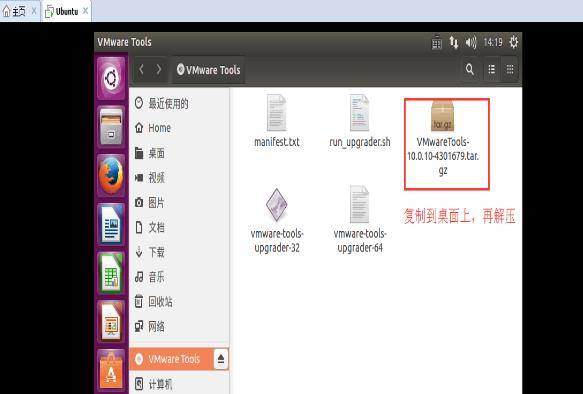 主页
Ubuntu
VMware Tools
14:19
VMware Tools
最近使用的
Home
桌面
视频
图片
文档
下载
音乐
回收站
网络
VMware Tools
计算机
manifest.txt
run_upgrader.sh
tar.gz
VMwareTools-
10.0.10-4301679.tar.
gz
vmware-tools-
upgrader-32
vmware-tools-
upgrader-64
复制到桌面上，再解压